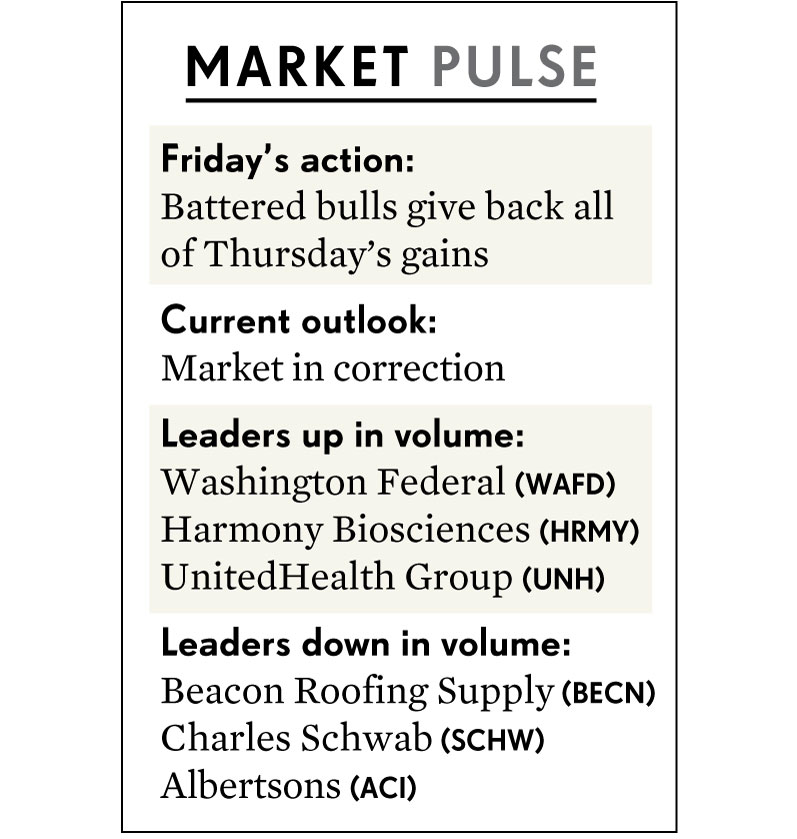 MARKET PULSE
Friday’s action:
Battered bulls give back all
of Thursday’s gains
Current outlook:
Market in correction
Leaders up in volume:
Washington Federal (WAFD)
Harmony Biosciences (HRMY)
UnitedHealth Group (UNH)
Leaders down in volume:
Beacon Roofing Supply (BECN)
Charles Schwab (SCHW)
Albertsons (ACI)